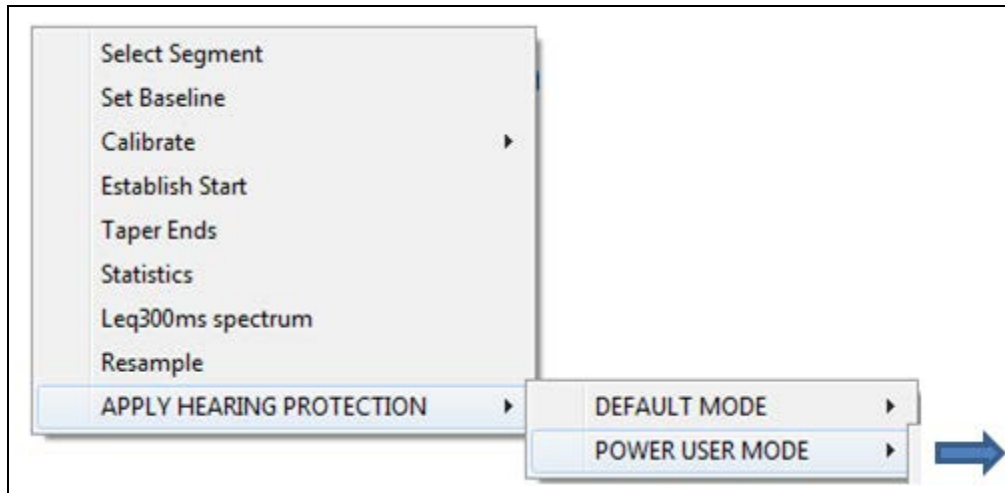 Select Segment
Set Baseline
Calibrate
Establish Start
Taper Ends
Statistics
Leq300ms spectrum
Resample
APPLY HEARING PROTECTION
DEFAULT MODE
POWER USER MODE